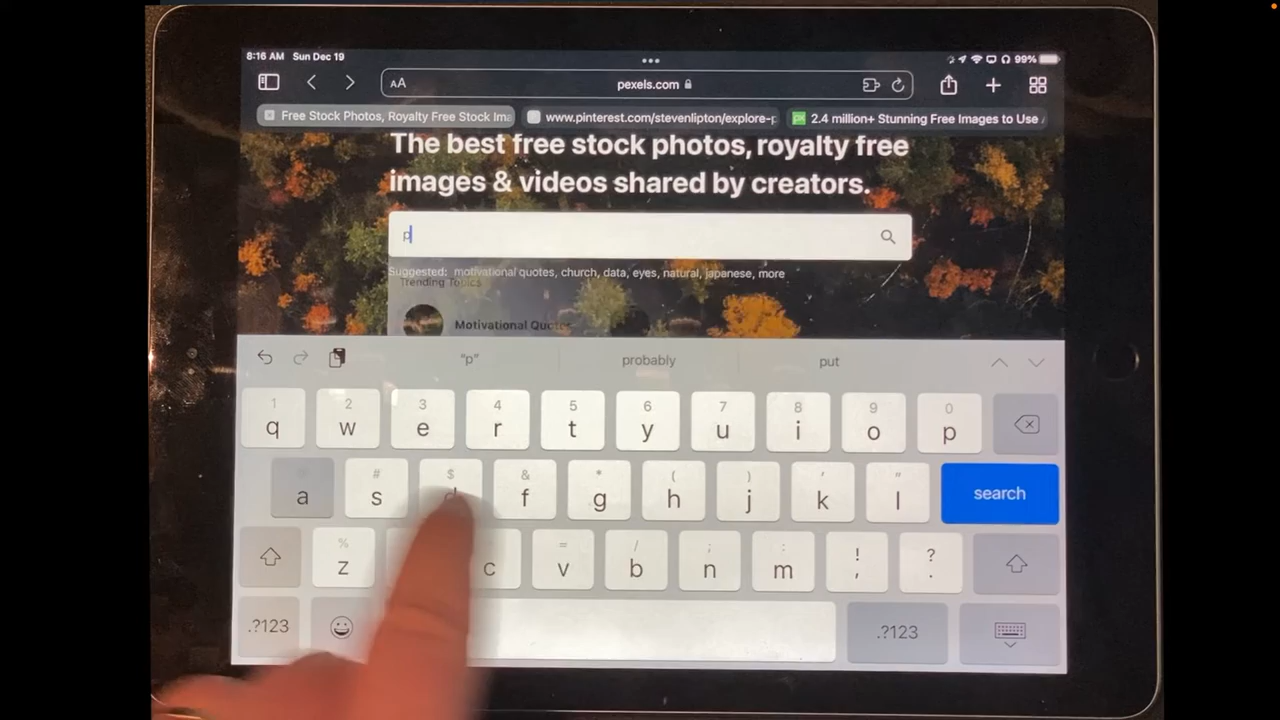 8:16 AM Sun Dec 19
99%
AA pexels.com
Free Stock Photos, Royalty Free Stock Ima www.pinterest.com/stevenlipton/explore-p 2.4 million+ Stunning Free Images to Use
The best free stock photos, royalty free
images & videos shared by creators.
p
Suggested: motivational quotes, church, data, eyes, natural, japanese, more
Trending Topics
Motivational Quotes
"p" probably put
1 2 3 4 5 6 7 8 9 0
q w e r t y u i o p
# $ & * ( ) ' "
a s d f g h j k l search
% = / ; : ! ?
z c v b n m , .
.?123 .?123